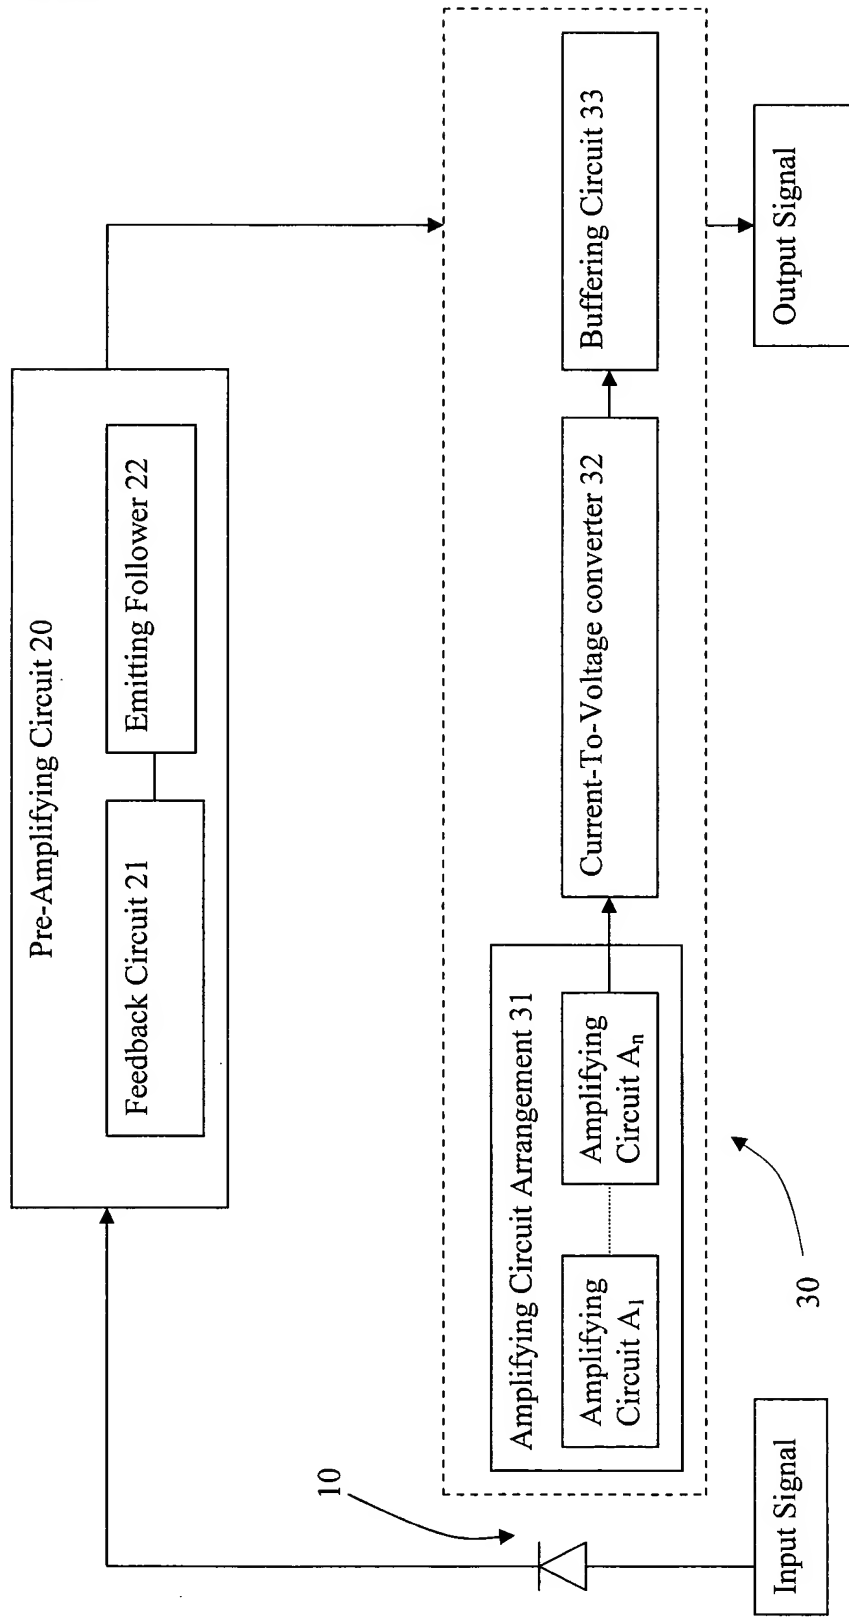 Pre-Amplifying Circuit 20
Feedback Circuit 21
Emitting Follower 22
10
Amplifying Circuit Arrangement 31
Amplifying
Circuit A₁
Amplifying
Circuit Aₙ
Current-To-Voltage converter 32
Buffering Circuit 33
30
Input Signal
Output Signal